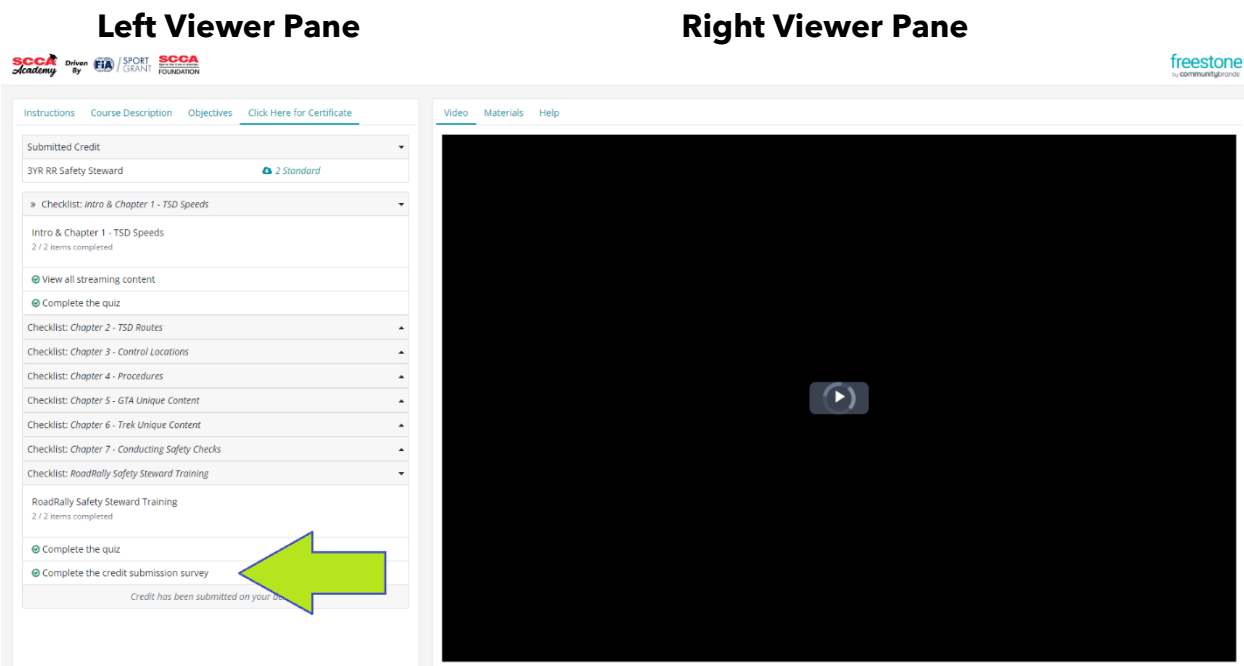 Left Viewer Pane
Right Viewer Pane
SCCA Academy
Driven By
FiA
SPORT GRANT
SCCA FOUNDATION
freestone
by communitybrands
Instructions Course Description Objectives Click Here for Certificate
Submitted Credit
3YR RR Safety Steward 2 Standard
» Checklist: Intro & Chapter 1 - TSD Speeds
Intro & Chapter 1 - TSD Speeds
2 / 2 items completed
View all streaming content
Complete the quiz
Checklist: Chapter 2 - TSD Routes
Checklist: Chapter 3 - Control Locations
Checklist: Chapter 4 - Procedures
Checklist: Chapter 5 - GTA Unique Content
Checklist: Chapter 6 - Trek Unique Content
Checklist: Chapter 7 - Conducting Safety Checks
Checklist: RoadRally Safety Steward Training
RoadRally Safety Steward Training
2 / 2 items completed
Complete the quiz
Complete the credit submission survey
Credit has been submitted on your
Video Materials Help